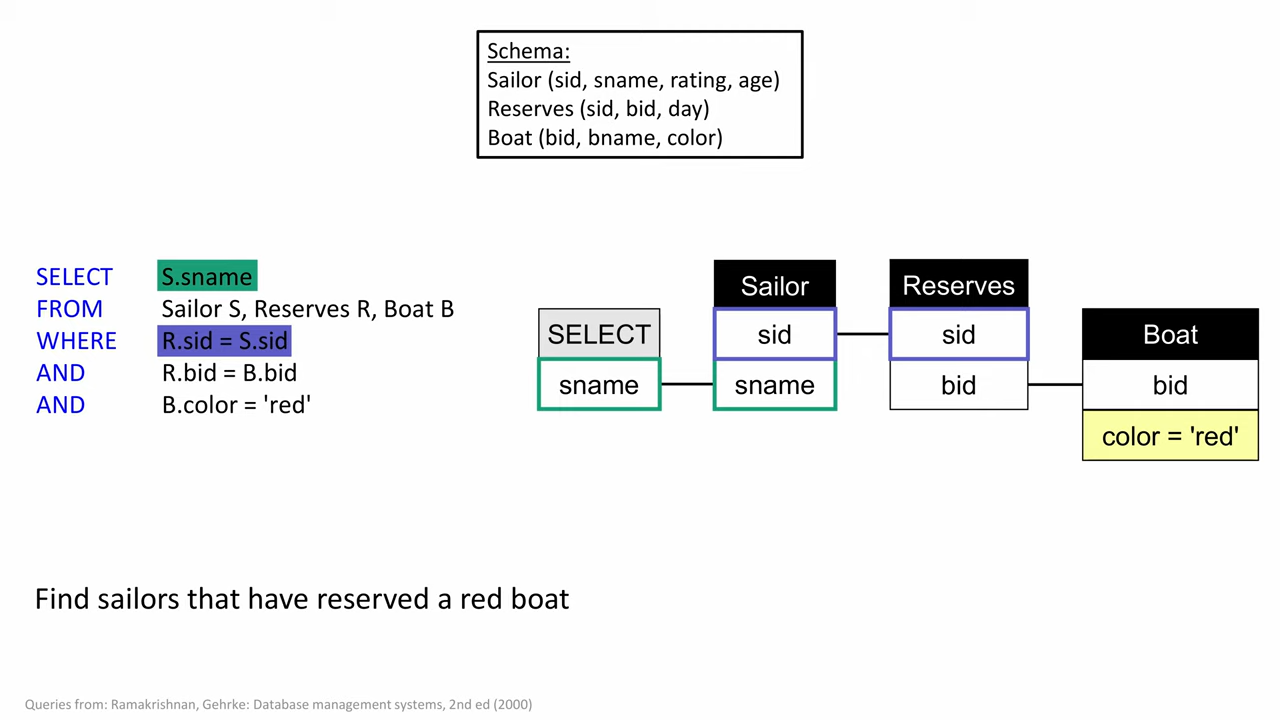 Schema:
Sailor (sid, sname, rating, age)
Reserves (sid, bid, day)
Boat (bid, bname, color)
SELECT S.sname
FROM Sailor S, Reserves R, Boat B
WHERE R.sid = S.sid
AND R.bid = B.bid
AND B.color = 'red'
SELECT
sname
Sailor
sid
sname
Reserves
sid
bid
Boat
bid
color = 'red'
Find sailors that have reserved a red boat
Queries from: Ramakrishnan, Gehrke: Database management systems, 2nd ed (2000)